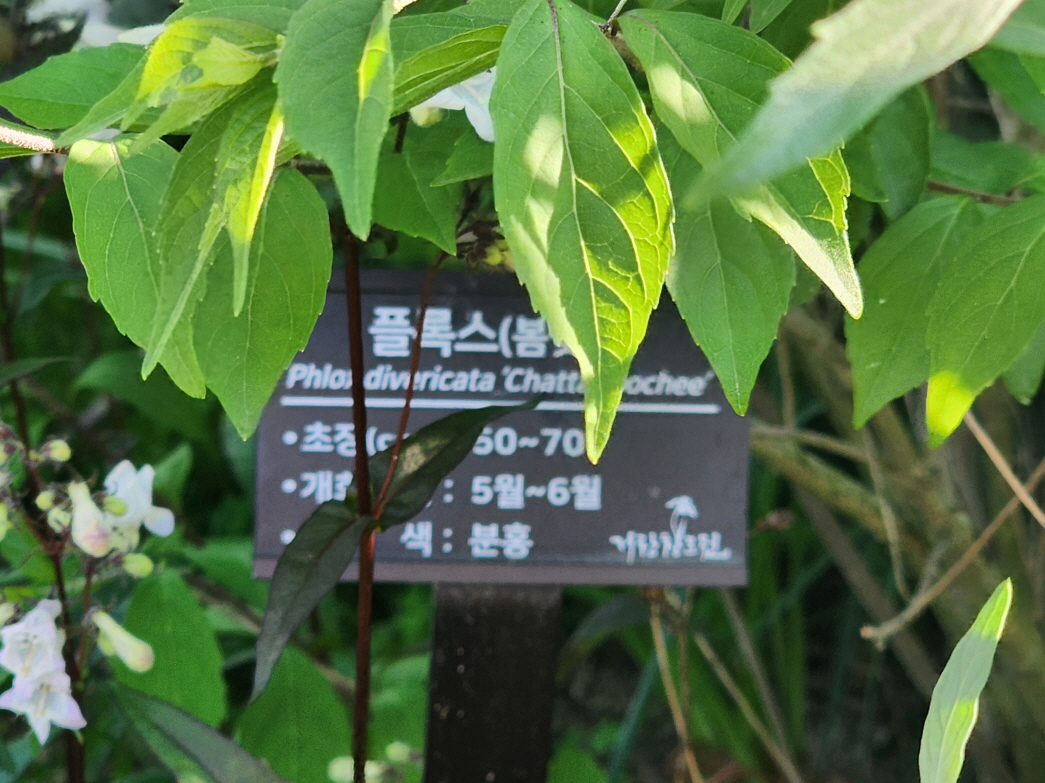 플록스(봄
Phlox divericata 'Chatta oochee'
•초장(c 50~70
•개화 : 5월~6월
• 색 : 분홍